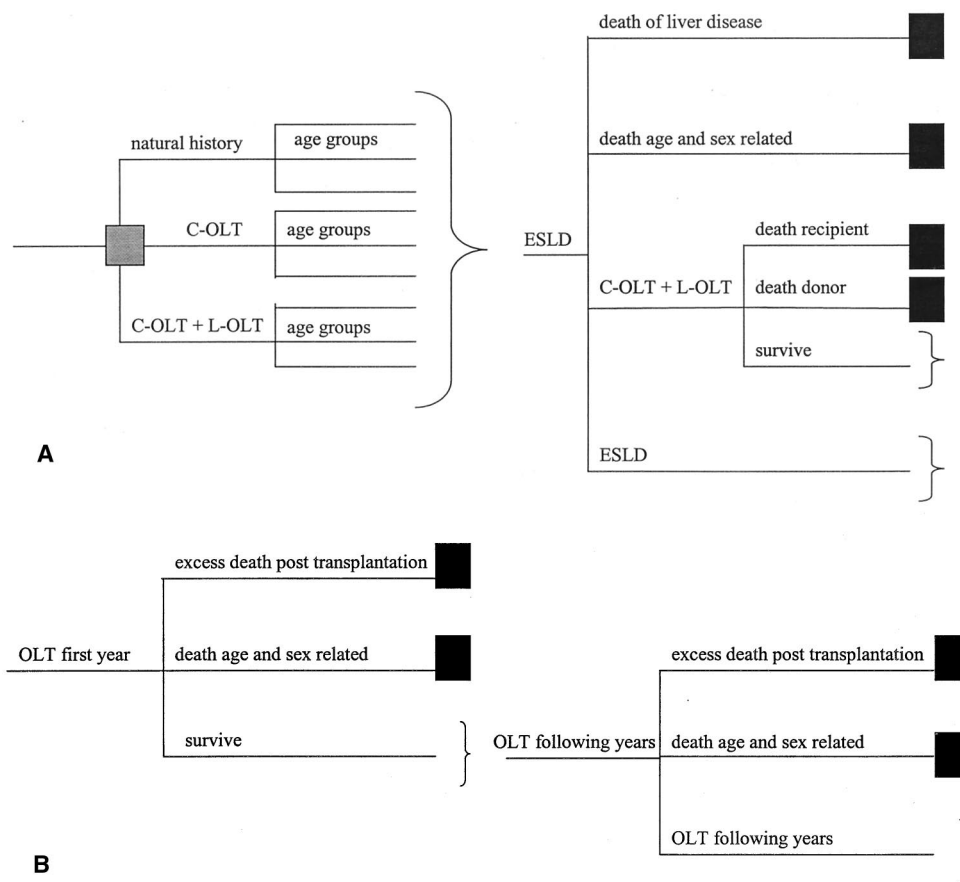 natural history
age groups
C-OLT
age groups
C-OLT + L-OLT
age groups
ESLD
death of liver disease
death age and sex related
C-OLT + L-OLT
death recipient
death donor
survive
ESLD
A
OLT first year
excess death post transplantation
death age and sex related
survive
OLT following years
excess death post transplantation
death age and sex related
OLT following years
B